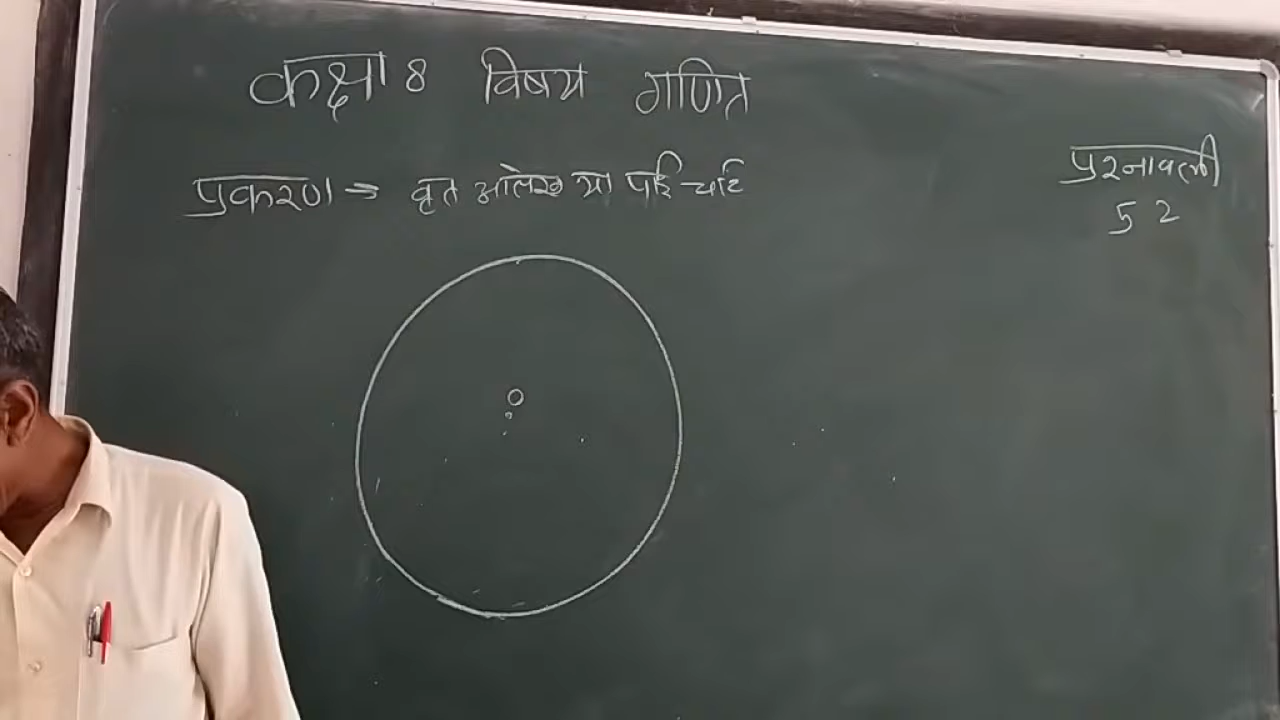 कक्षा 8 विषय गणित
प्रकरण ⇒ वृत आलेख या पाई चार्ट
प्रश्नावली
5 2
O